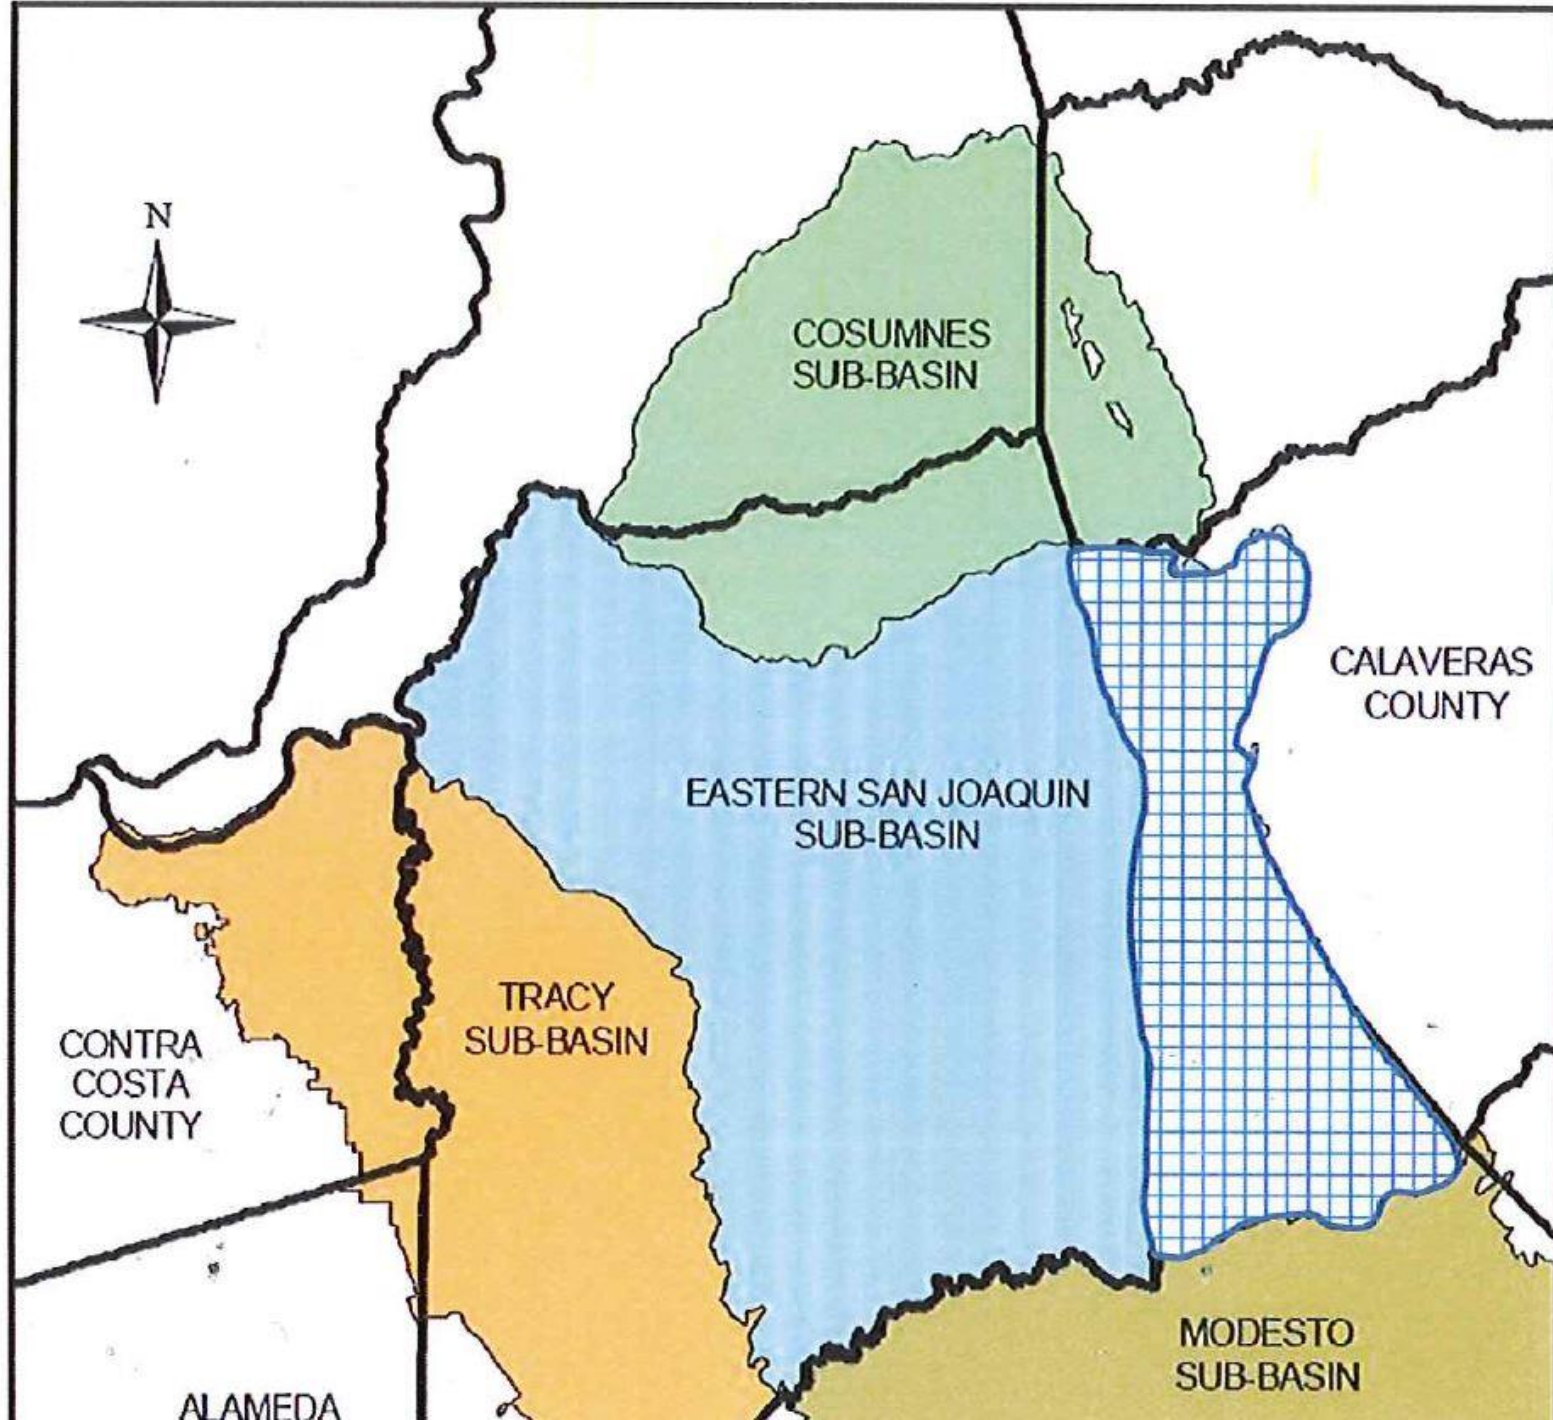 N
COSUMNES
SUB-BASIN
CALAVERAS
COUNTY
EASTERN SAN JOAQUIN
SUB-BASIN
TRACY
SUB-BASIN
CONTRA
COSTA
COUNTY
MODESTO
SUB-BASIN
ALAMEDA